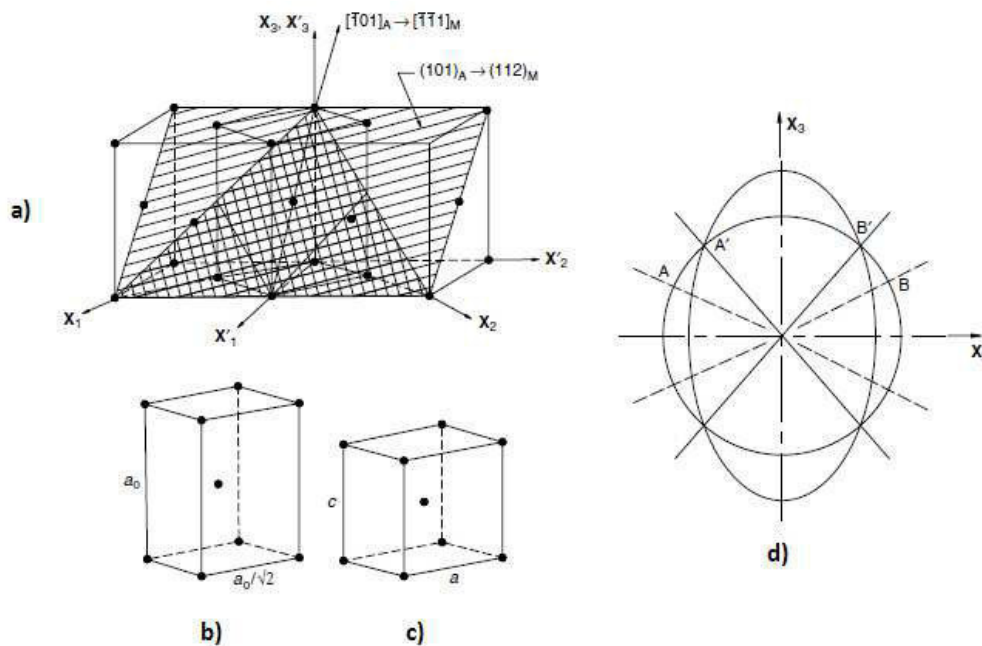 X₃, X′₃
[1̅01]A → [1̅1̅1]M
(101)A → (112)M
a)
X₁
X′₁
X₂
X′₂
a₀
a₀/√2
b)
c
a
c)
X₃
A
A′
B′
B
X
d)